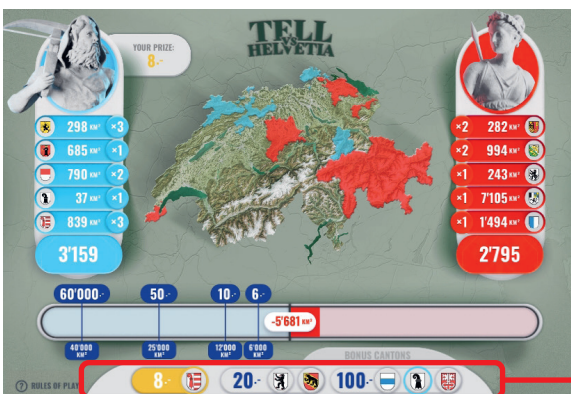 YOUR PRIZE:
8.-
TELL
VS
HELVETIA
298 KM² ×3
685 KM² ×1
790 KM² ×2
37 KM² ×1
839 KM² ×3
3'159
×2 282 KM²
×2 994 KM²
×1 243 KM²
×1 7'105 KM²
×1 1'494 KM²
2'795
60'000.- 50.- 10.- 6.-
-5'681 KM²
40'000 KM² 25'000 KM² 12'000 KM² 6'000 KM²
BONUS CANTONS
? RULES OF PLAY
8.- 20.- 100.-